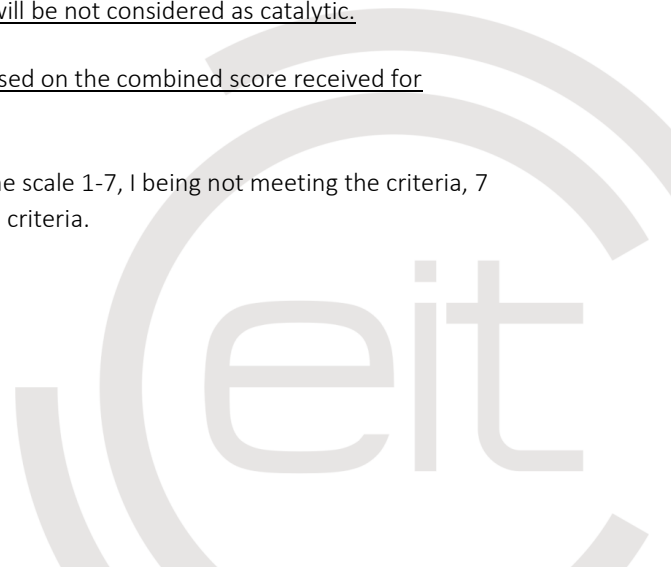 will be not considered as catalytic.
sed on the combined score received for
e scale 1-7, I being not meeting the criteria, 7
criteria.
eit